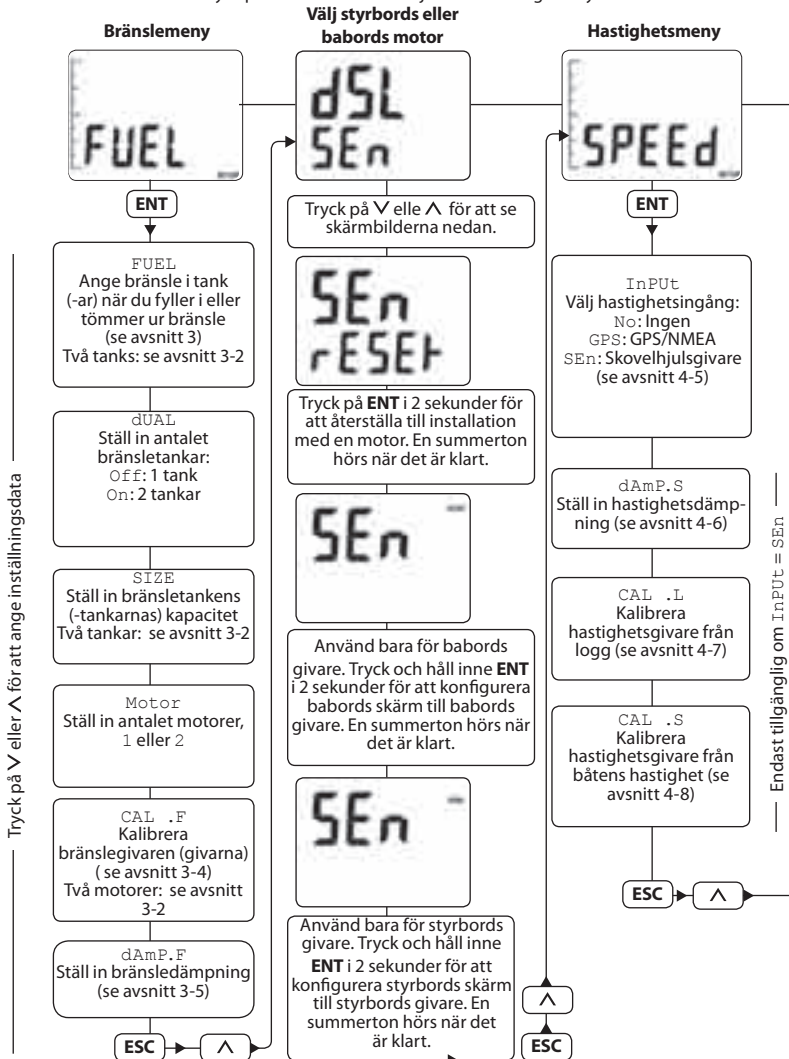 Bränslemeny
FUEL
ENT
FUEL
Ange bränsle i tank
(-ar) när du fyller i eller
tömmer ur bränsle
(se avsnitt 3)
Två tanks: se avsnitt 3-2
dUAL
Ställ in antalet
bränsletankar:
Off: 1 tank
On: 2 tankar
SIZE
Ställ in bränsletankens
(-tankarnas) kapacitet
Två tankar: se avsnitt 3-2
Motor
Ställ in antalet motorer,
1 eller 2
CAL .F
Kalibrera
bränslegivaren (givarna)
( se avsnitt 3-4)
Två motorer: se avsnitt
3-2
dAmP.F
Ställ in bränsledämpning
(se avsnitt 3-5)
ESC
Tryck på V eller Λ för att ange inställningsdata
Välj styrbords eller
babords motor
dSL
SEn
Tryck på V elle Λ för att se
skärmbilderna nedan.
SEn
rESEt
Tryck på ENT i 2 sekunder för
att återställa till installation
med en motor. En summerton
hörs när det är klart.
SEn
Använd bara för babords
givare. Tryck och håll inne ENT
i 2 sekunder för att konfigurera
babords skärm till babords
givare. En summerton hörs när
det är klart.
SEn
Använd bara för styrbords
givare. Tryck och håll inne
ENT i 2 sekunder för att
konfigurera styrbords skärm
till styrbords givare. En
summerton hörs när det
är klart.
ESC
Hastighetsmeny
SPEEd
ENT
InPUt
Välj hastighetsingång:
No: Ingen
GPS: GPS/NMEA
SEn: Skovelhjulsgivare
(se avsnitt 4-5)
dAmP.S
Ställ in hastighetsdämp-
ning (se avsnitt 4-6)
CAL .L
Kalibrera
hastighetsgivare från
logg (se avsnitt 4-7)
CAL .S
Kalibrera
hastighetsgivare från
båtens hastighet (se
avsnitt 4-8)
ESC
Endast tillgänglig om InPUt = SEn